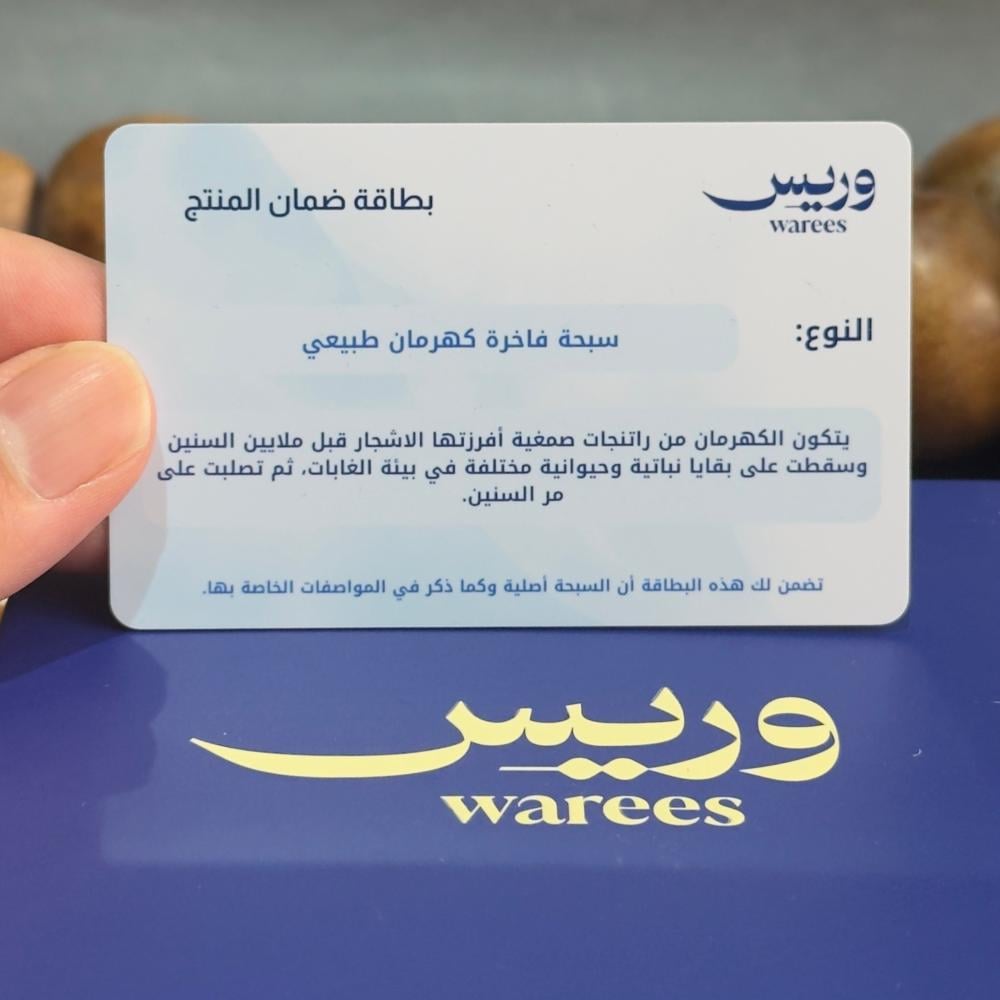 وريس
warees
بطاقة ضمان المنتج
النوع:
سبحة فاخرة كهرمان طبيعي
يتكون الكهرمان من راتنجات صمغية أفرزتها الاشجار قبل ملايين السنين
وسقطت على بقايا نباتية وحيوانية مختلفة في بيئة الغابات، ثم تصلبت على
مر السنين.
تضمن لك هذه البطاقة أن السبحة أصلية وكما ذكر في المواصفات الخاصة بها.
وريس
warees